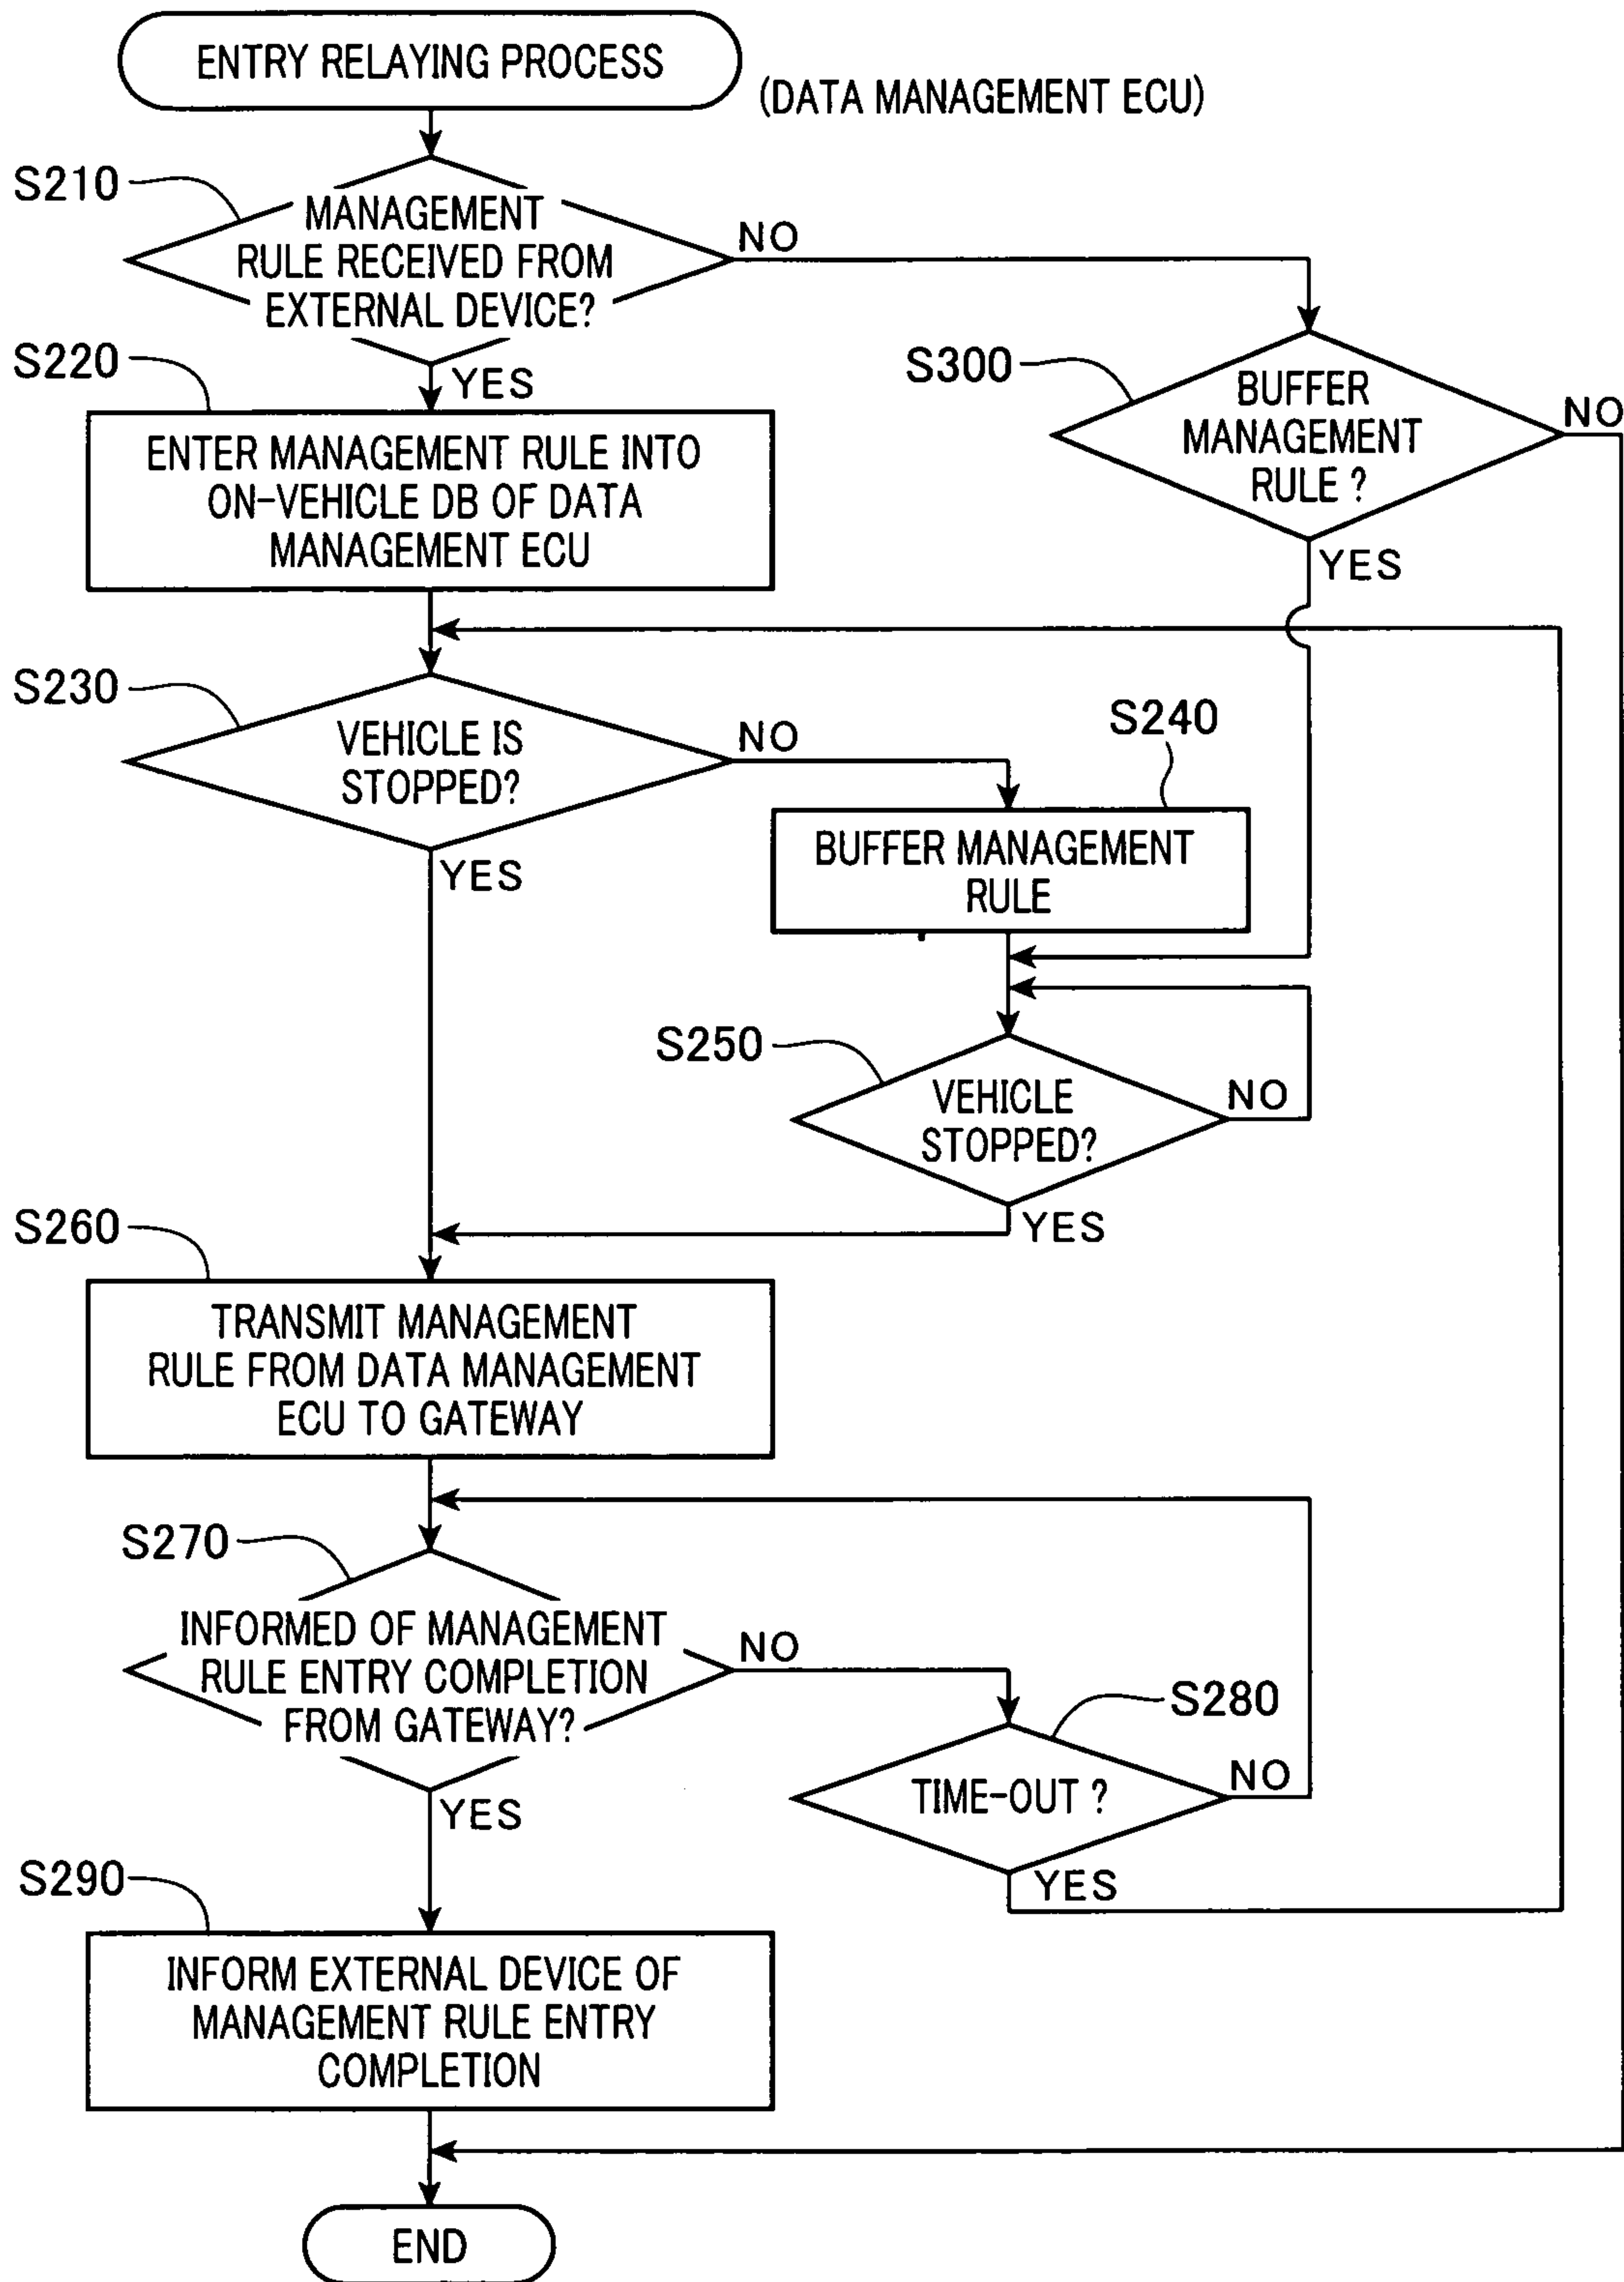 ENTRY RELAYING PROCESS
(DATA MANAGEMENT ECU)
S210
MANAGEMENT
RULE RECEIVED FROM
EXTERNAL DEVICE?
NO
YES
S220
ENTER MANAGEMENT RULE INTO
ON-VEHICLE DB OF DATA
MANAGEMENT ECU
S300
BUFFER
MANAGEMENT
RULE ?
NO
YES
S230
VEHICLE IS
STOPPED?
NO
YES
S240
BUFFER MANAGEMENT
RULE
S250
VEHICLE
STOPPED?
NO
YES
S260
TRANSMIT MANAGEMENT
RULE FROM DATA MANAGEMENT
ECU TO GATEWAY
S270
INFORMED OF MANAGEMENT
RULE ENTRY COMPLETION
FROM GATEWAY?
NO
YES
S280
TIME-OUT ?
NO
YES
S290
INFORM EXTERNAL DEVICE OF
MANAGEMENT RULE ENTRY
COMPLETION
END